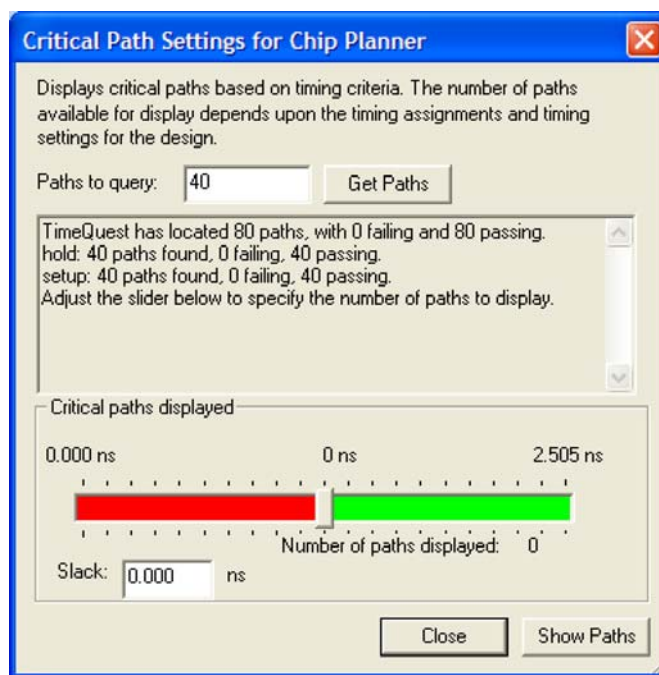 Critical Path Settings for Chip Planner
Displays critical paths based on timing criteria. The number of paths
available for display depends upon the timing assignments and timing
settings for the design.
Paths to query: 40 Get Paths
TimeQuest has located 80 paths, with 0 failing and 80 passing.
hold: 40 paths found, 0 failing, 40 passing.
setup: 40 paths found, 0 failing, 40 passing.
Adjust the slider below to specify the number of paths to display.
Critical paths displayed
0.000 ns 0 ns 2.505 ns
Number of paths displayed: 0
Slack: 0.000 ns
Close Show Paths